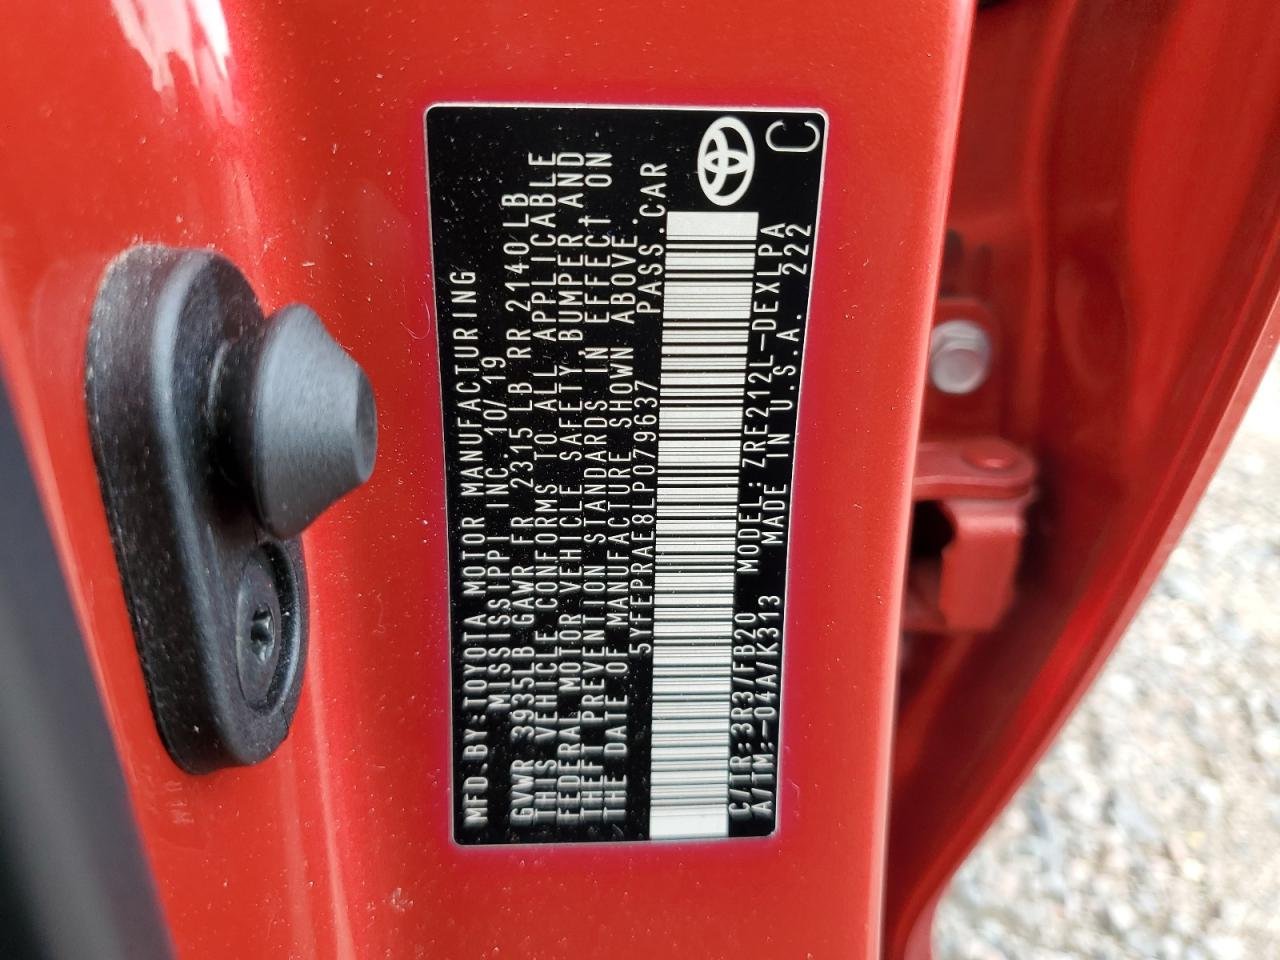 MFD.BY:TOYOTA MOTOR MANUFACTURING
MISSISSIPPI INC 10/19
GVWR 3935LB GAWR FR 2315 LB RR 2140 LB
THIS VEHICLE CONFORMS TO ALL APPLICABLE
FEDERAL MOTOR VEHICLE SAFETY, BUMPER, AND
THEFT PREVENTION STANDARDS IN EFFECT ON
THE DATE OF MANUFACTURE SHOWN ABOVE.
5YFEPRAE8LP079637 PASS.CAR
C/TR:3R3/FB20 MODEL:ZRE212L-DEXLPA
A/TM:-04A/K313 MADE IN U.S.A. 222
C